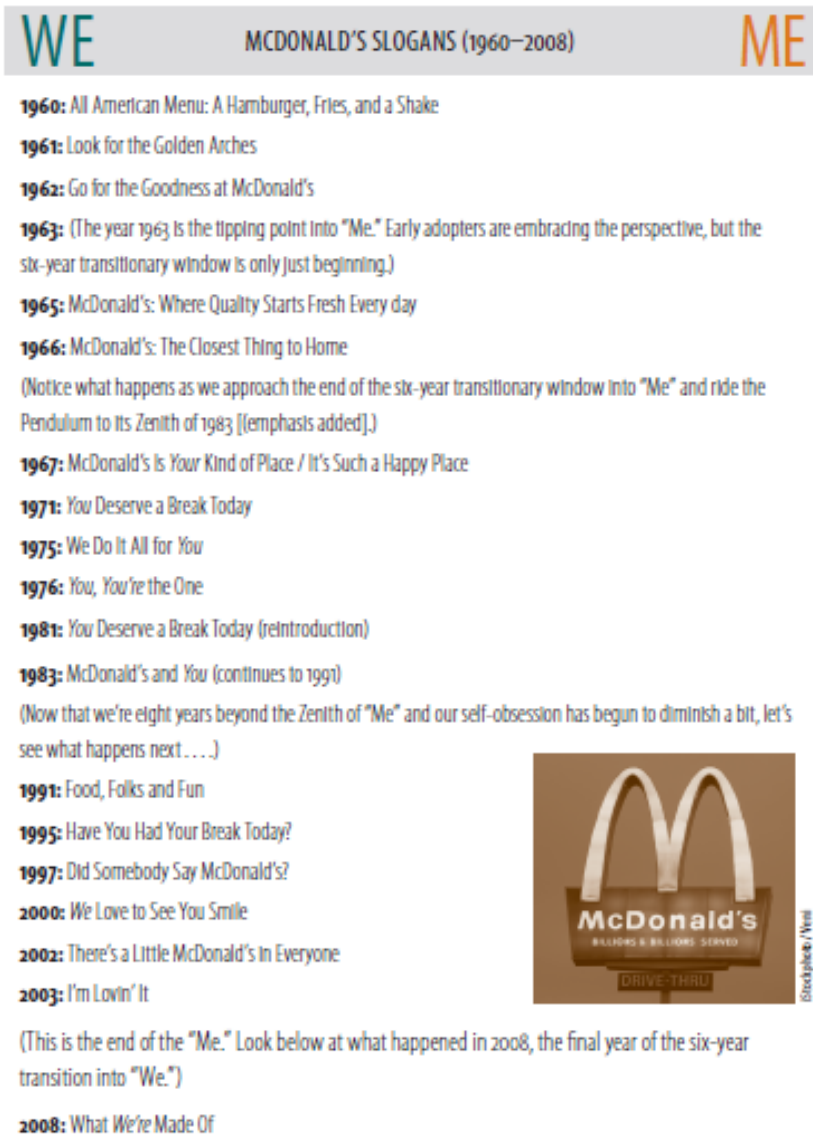 WE MCDONALD'S SLOGANS (1960–2008) ME
1960: All American Menu: A Hamburger, Fries, and a Shake
1961: Look for the Golden Arches
1962: Go for the Goodness at McDonald's
1963: (The year 1963 is the tipping point into "Me." Early adopters are embracing the perspective, but the
six-year transitionary window is only just beginning.)
1965: McDonald's: Where Quality Starts Fresh Every day
1966: McDonald's: The Closest Thing to Home
(Notice what happens as we approach the end of the six-year transitionary window into "Me" and ride the
Pendulum to its Zenith of 1983 [(emphasis added].)
1967: McDonald's Is Your Kind of Place / It's Such a Happy Place
1971: You Deserve a Break Today
1975: We Do It All for You
1976: You, You're the One
1981: You Deserve a Break Today (reintroduction)
1983: McDonald's and You (continues to 1991)
(Now that we're eight years beyond the Zenith of "Me" and our self-obsession has begun to diminish a bit, let's
see what happens next . . . .)
1991: Food, Folks and Fun
1995: Have You Had Your Break Today?
1997: Did Somebody Say McDonald's?
2000: We Love to See You Smile
2002: There's a Little McDonald's in Everyone
2003: I'm Lovin' It
McDonald's
BILLIONS & BILLIONS SERVED
DRIVE-THRU
iStockphoto / Veni
(This is the end of the "Me." Look below at what happened in 2008, the final year of the six-year
transition into "We.")
2008: What We're Made Of